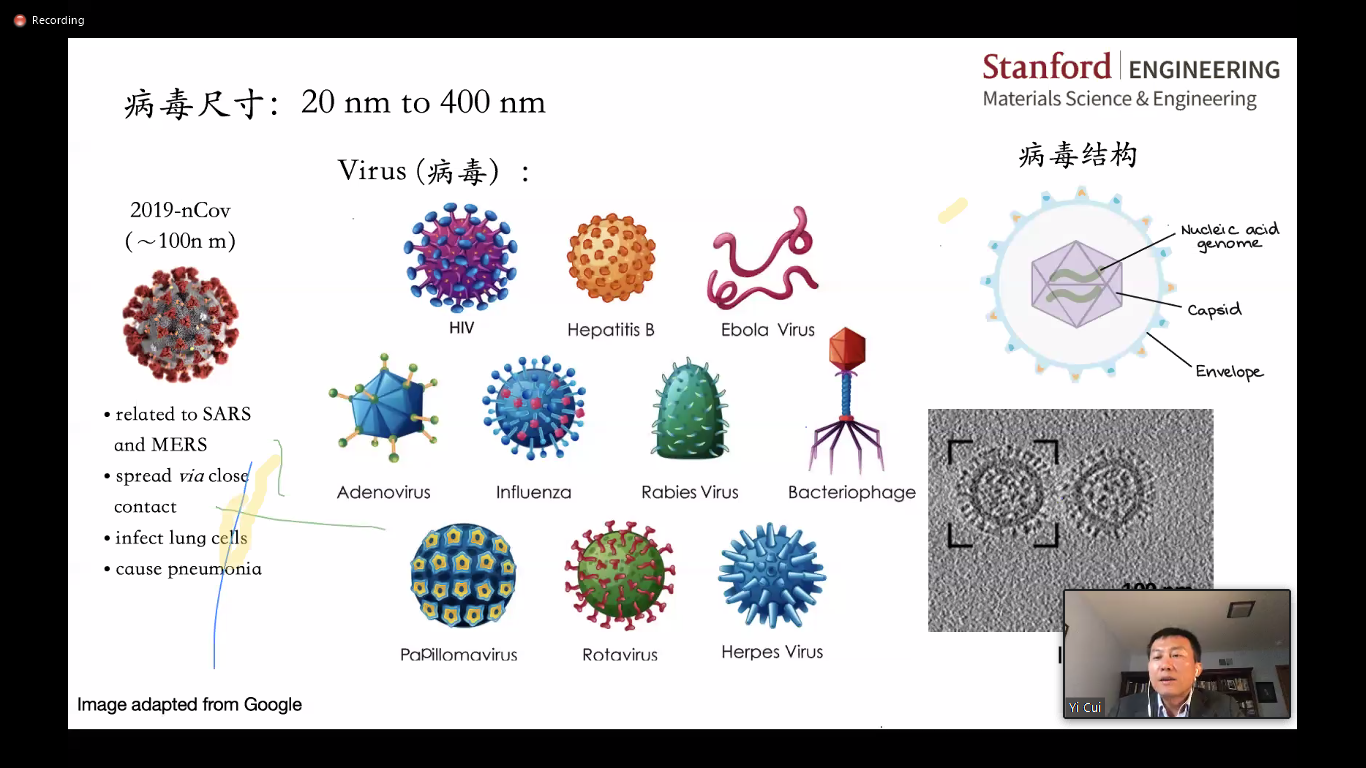 Recording
Stanford ENGINEERING
Materials Science & Engineering
病毒尺寸：20 nm to 400 nm
Virus (病毒) ：
病毒结构
2019-nCov
(～100n m)
• related to SARS
and MERS
• spread via close
contact
• infect lung cells
• cause pneumonia
HIV
Hepatitis B
Ebola Virus
Adenovirus
Influenza
Rabies Virus
Bacteriophage
Papillomavirus
Rotavirus
Herpes Virus
Nucleic acid
genome
Capsid
Envelope
100 nm
Yi Cui
Image adapted from Google